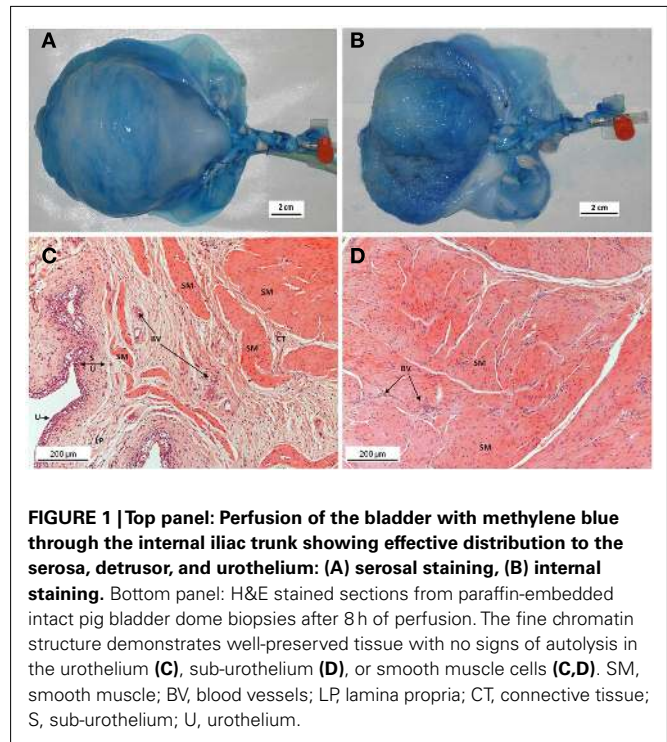 A
B
2 cm
2 cm
C
D
SM
SM
SM
CT
BV
SM
SM
S
U
U
LP
BV
SM
SM
200 µm
200 µm
FIGURE 1 | Top panel: Perfusion of the bladder with methylene blue
through the internal iliac trunk showing effective distribution to the
serosa, detrusor, and urothelium: (A) serosal staining, (B) internal
staining. Bottom panel: H&E stained sections from paraffin-embedded
intact pig bladder dome biopsies after 8 h of perfusion. The fine chromatin
structure demonstrates well-preserved tissue with no signs of autolysis in
the urothelium (C), sub-urothelium (D), or smooth muscle cells (C,D). SM,
smooth muscle; BV, blood vessels; LP, lamina propria; CT, connective tissue;
S, sub-urothelium; U, urothelium.